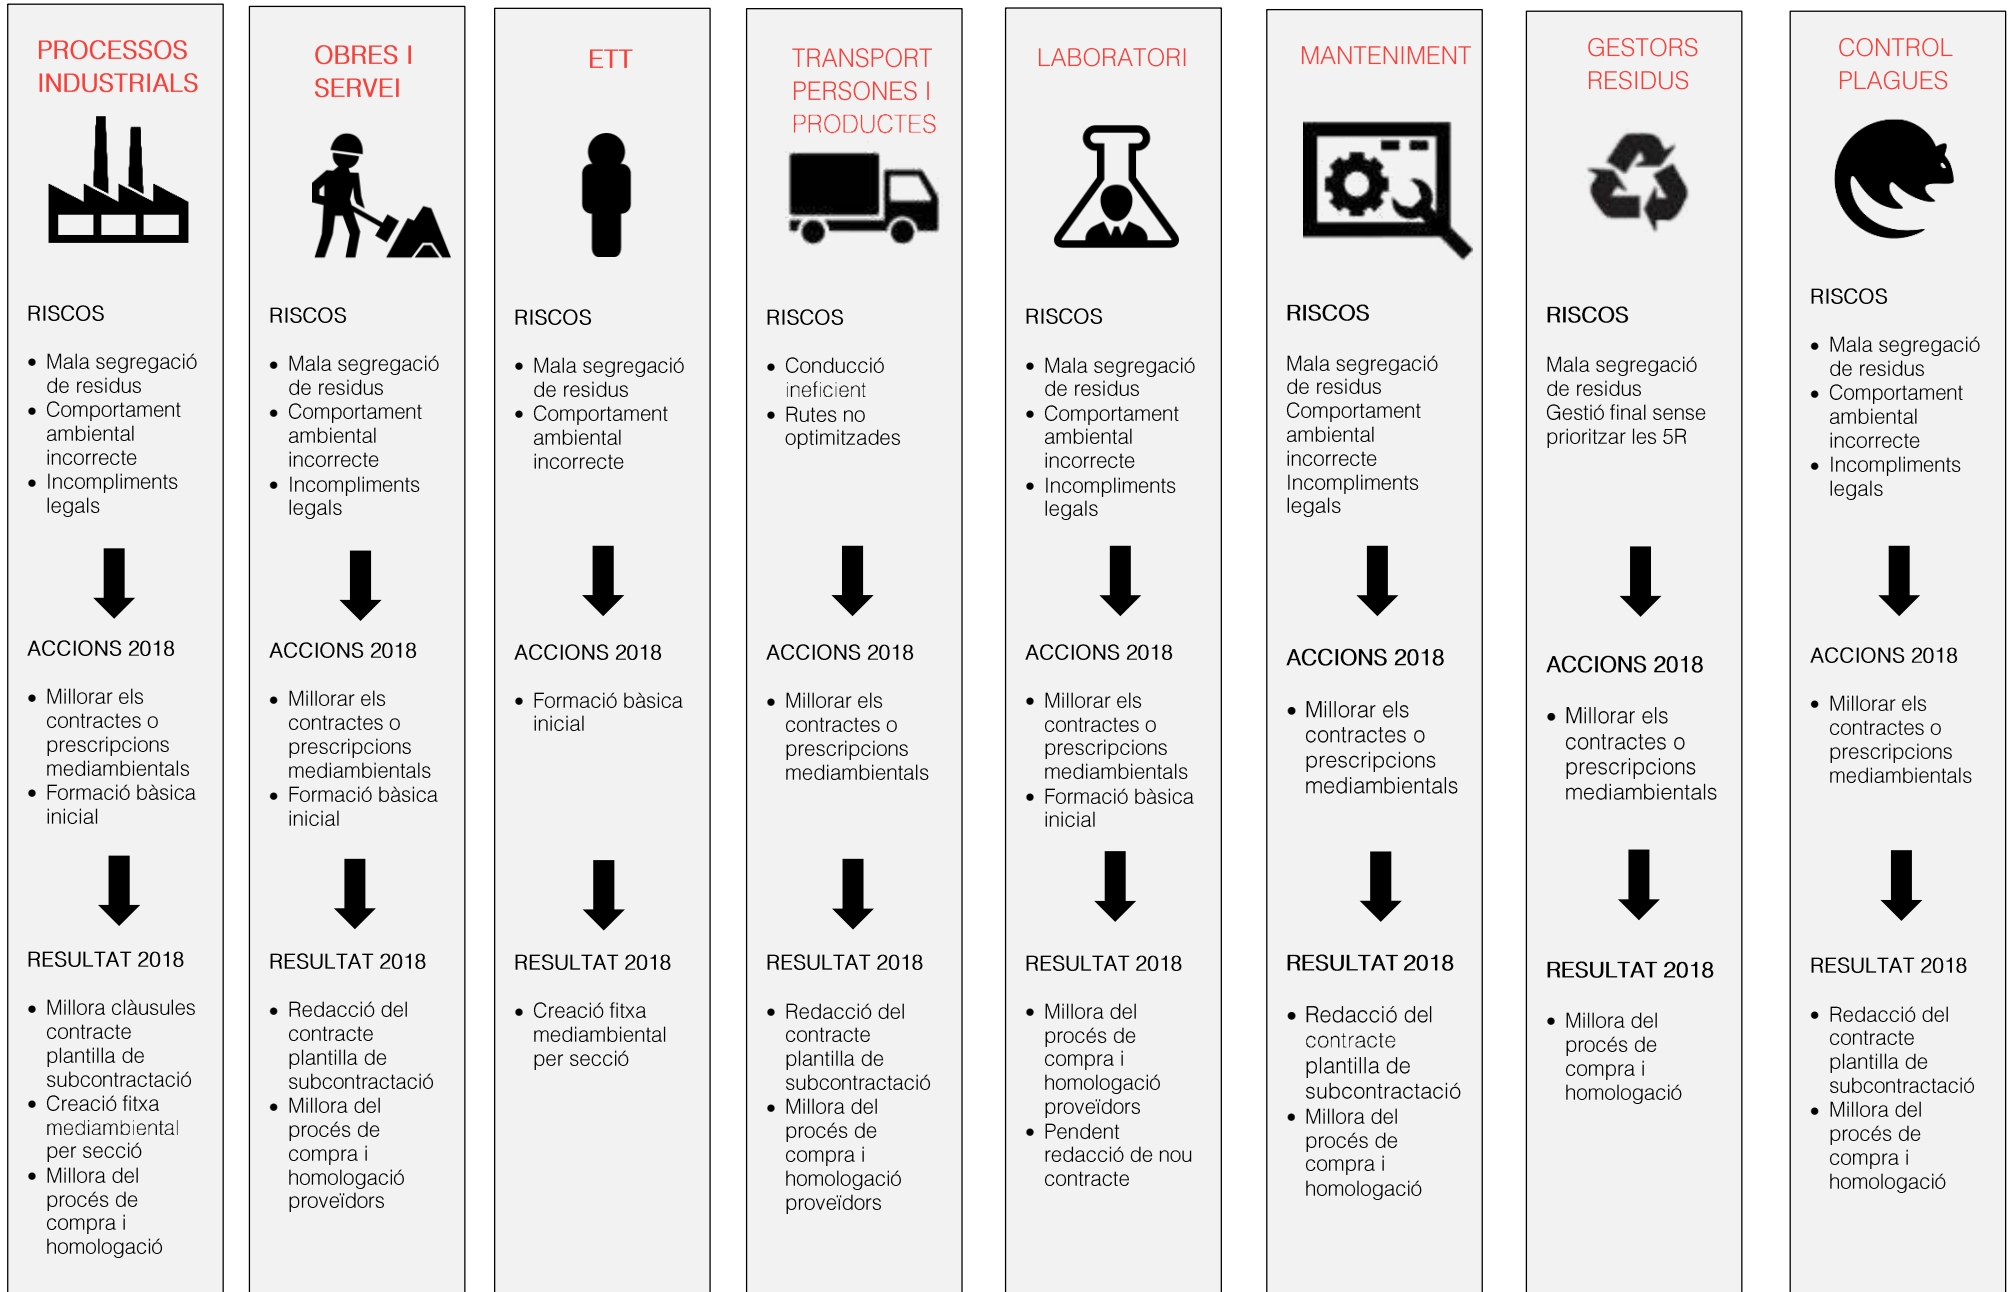 PROCESSOS
INDUSTRIALS
RISCOS
• Mala segregació
de residus
• Comportament
ambiental
incorrecte
• Incompliments
legals
ACCIONS 2018
• Millorar els
contractes o
prescripcions
mediambientals
• Formació bàsica
inicial
RESULTAT 2018
• Millora clàusules
contracte
plantilla de
subcontractació
• Creació fitxa
mediambiental
per secció
• Millora del
procés de
compra i
homologació
OBRES I
SERVEI
RISCOS
• Mala segregació
de residus
• Comportament
ambiental
incorrecte
• Incompliments
legals
ACCIONS 2018
• Millorar els
contractes o
prescripcions
mediambientals
• Formació bàsica
inicial
RESULTAT 2018
• Redacció del
contracte
plantilla de
subcontractació
• Millora del
procés de
compra i
homologació
proveïdors
ETT
RISCOS
• Mala segregació
de residus
• Comportament
ambiental
incorrecte
ACCIONS 2018
• Formació bàsica
inicial
RESULTAT 2018
• Creació fitxa
mediambiental
per secció
TRANSPORT
PERSONES I
PRODUCTES
RISCOS
• Conducció
ineficient
• Rutes no
optimitzades
ACCIONS 2018
• Millorar els
contractes o
prescripcions
mediambientals
RESULTAT 2018
• Redacció del
contracte
plantilla de
subcontractació
• Millora del
procés de
compra i
homologació
proveïdors
LABORATORI
RISCOS
• Mala segregació
de residus
• Comportament
ambiental
incorrecte
• Incompliments
legals
ACCIONS 2018
• Millorar els
contractes o
prescripcions
mediambientals
• Formació bàsica
inicial
RESULTAT 2018
• Millora del
procés de
compra i
homologació
proveïdors
• Pendent
redacció de nou
contracte
MANTENIMENT
RISCOS
Mala segregació
de residus
Comportament
ambiental
incorrecte
Incompliments
legals
ACCIONS 2018
• Millorar els
contractes o
prescripcions
mediambientals
RESULTAT 2018
• Redacció del
contracte
plantilla de
subcontractació
• Millora del
procés de
compra i
homologació
GESTORS
RESIDUS
RISCOS
Mala segregació
de residus
Gestió final sense
prioritzar les 5R
ACCIONS 2018
• Millorar els
contractes o
prescripcions
mediambientals
RESULTAT 2018
• Millora del
procés de
compra i
homologació
CONTROL
PLAGUES
RISCOS
• Mala segregació
de residus
• Comportament
ambiental
incorrecte
• Incompliments
legals
ACCIONS 2018
• Millorar els
contractes o
prescripcions
mediambientals
RESULTAT 2018
• Redacció del
contracte
plantilla de
subcontractació
• Millora del
procés de
compra i
homologació